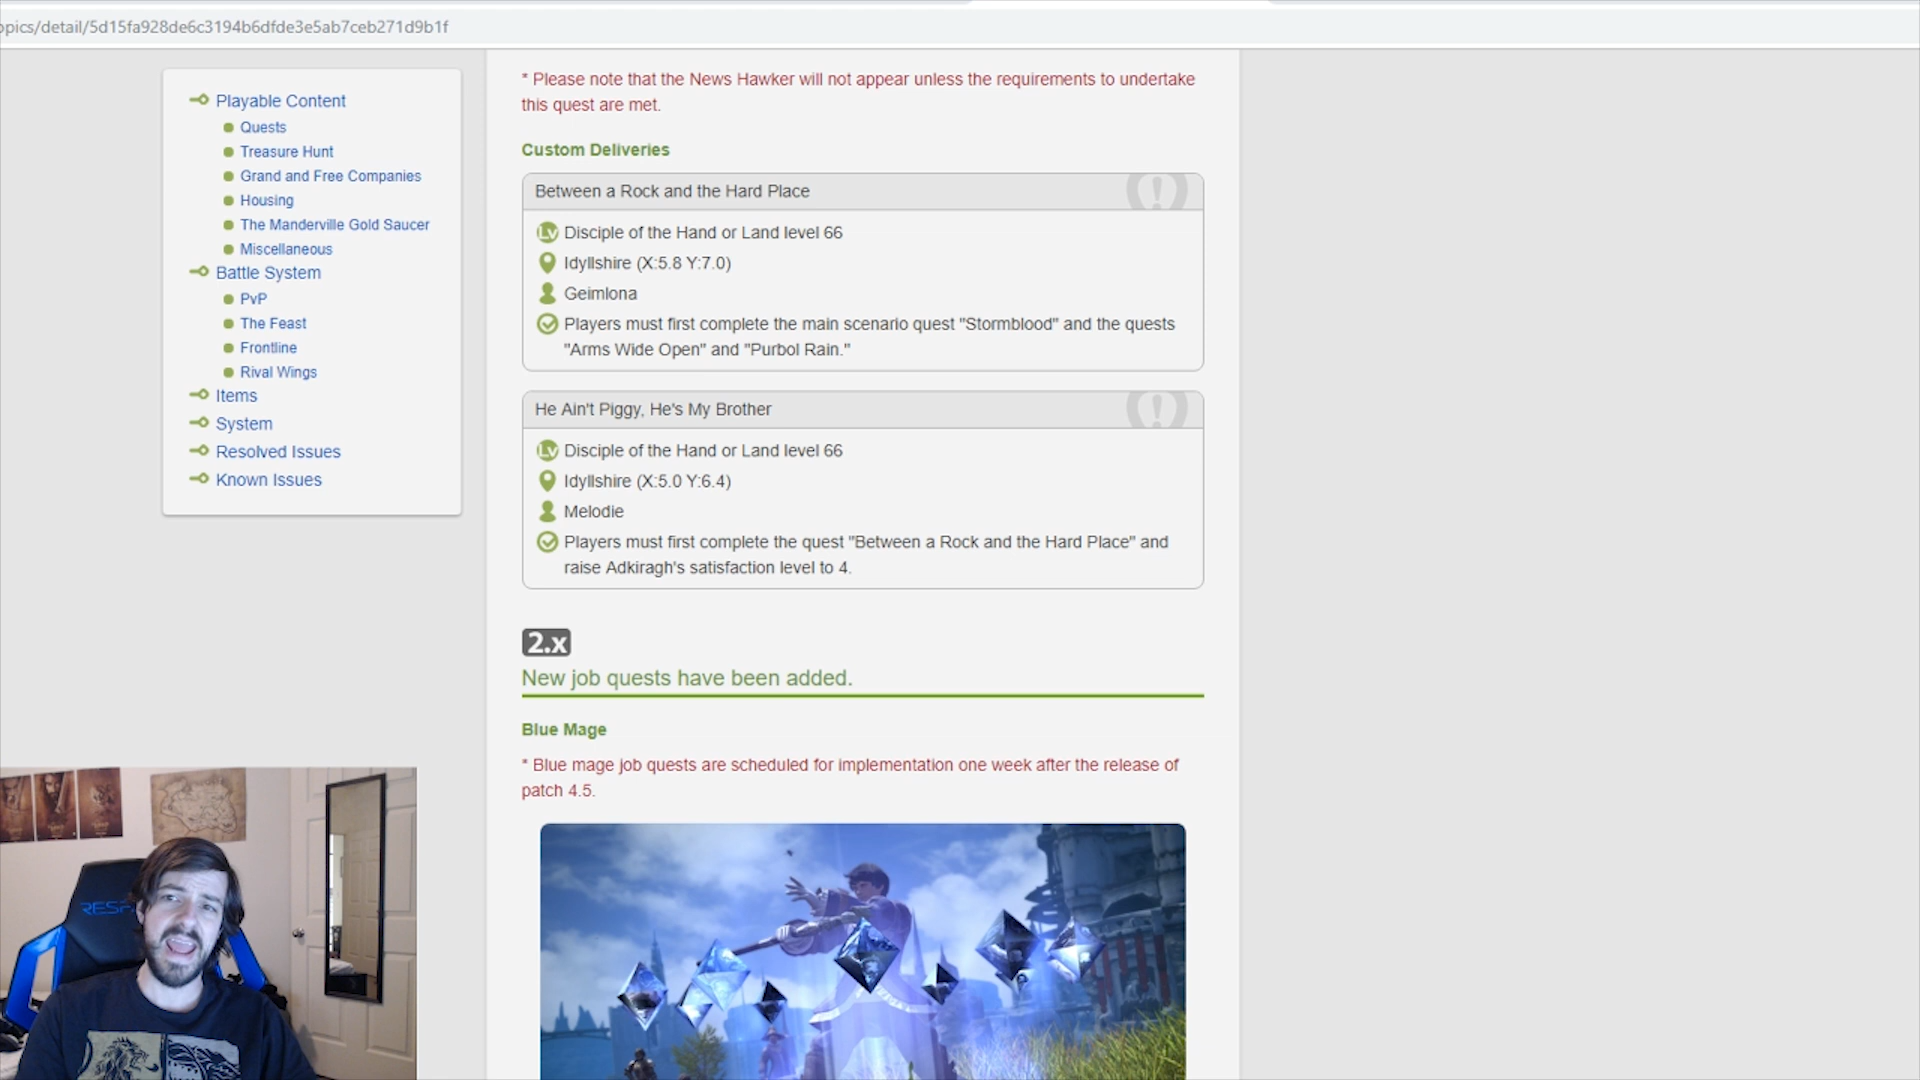 opics/detail/5d15fa928de6c3194b6dfde3e5ab7ceb271d9b1f
Playable Content
Quests
Treasure Hunt
Grand and Free Companies
Housing
The Manderville Gold Saucer
Miscellaneous
Battle System
PvP
The Feast
Frontline
Rival Wings
Items
System
Resolved Issues
Known Issues
* Please note that the News Hawker will not appear unless the requirements to undertake
this quest are met.
Custom Deliveries
Between a Rock and the Hard Place
Lv Disciple of the Hand or Land level 66
Idyllshire (X:5.8 Y:7.0)
Geimlona
Players must first complete the main scenario quest "Stormblood" and the quests
"Arms Wide Open" and "Purbol Rain."
He Ain't Piggy, He's My Brother
Lv Disciple of the Hand or Land level 66
Idyllshire (X:5.0 Y:6.4)
Melodie
Players must first complete the quest "Between a Rock and the Hard Place" and
raise Adkiragh's satisfaction level to 4.
2.x
New job quests have been added.
Blue Mage
* Blue mage job quests are scheduled for implementation one week after the release of
patch 4.5.